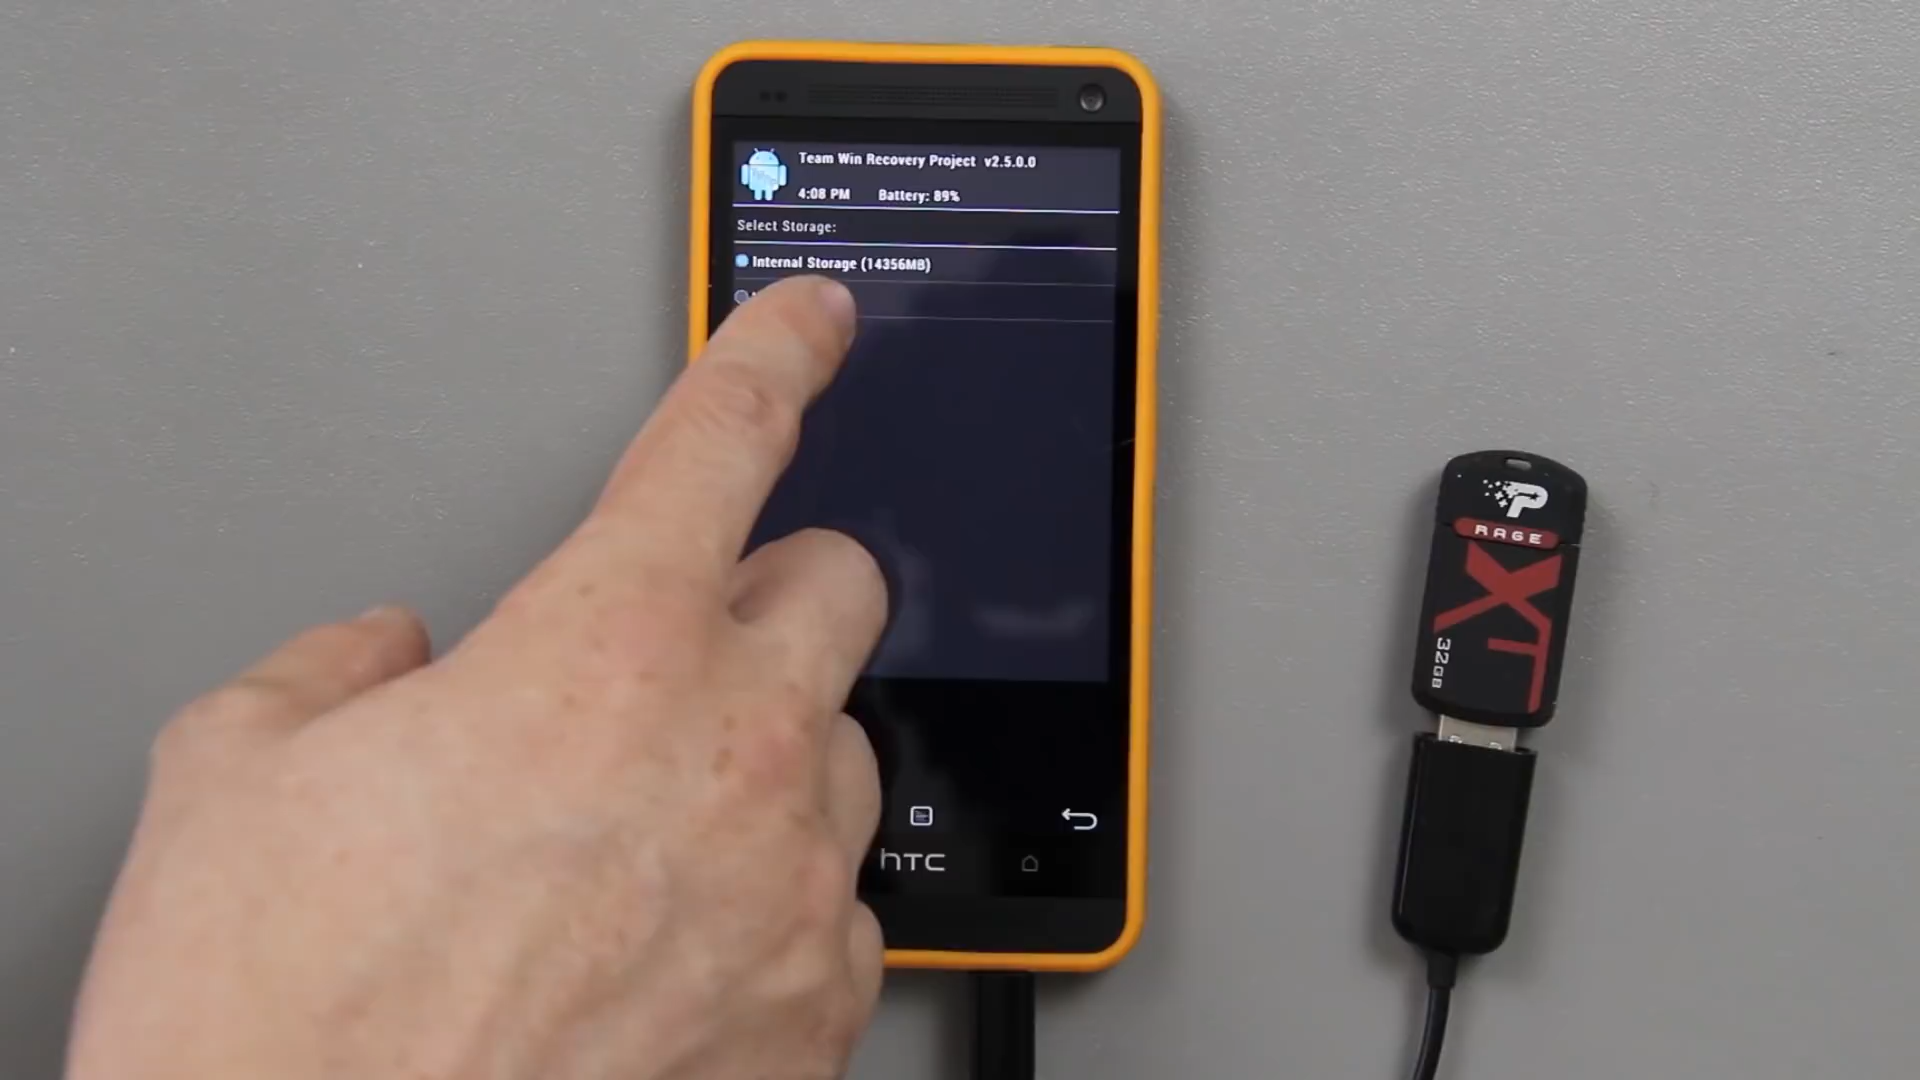 Team Win Recovery Project v2.5.0.0
4:08 PM Battery: 89%
Select Storage:
Internal Storage (14356MB)
hTC
P
RAGE
XT
32GB